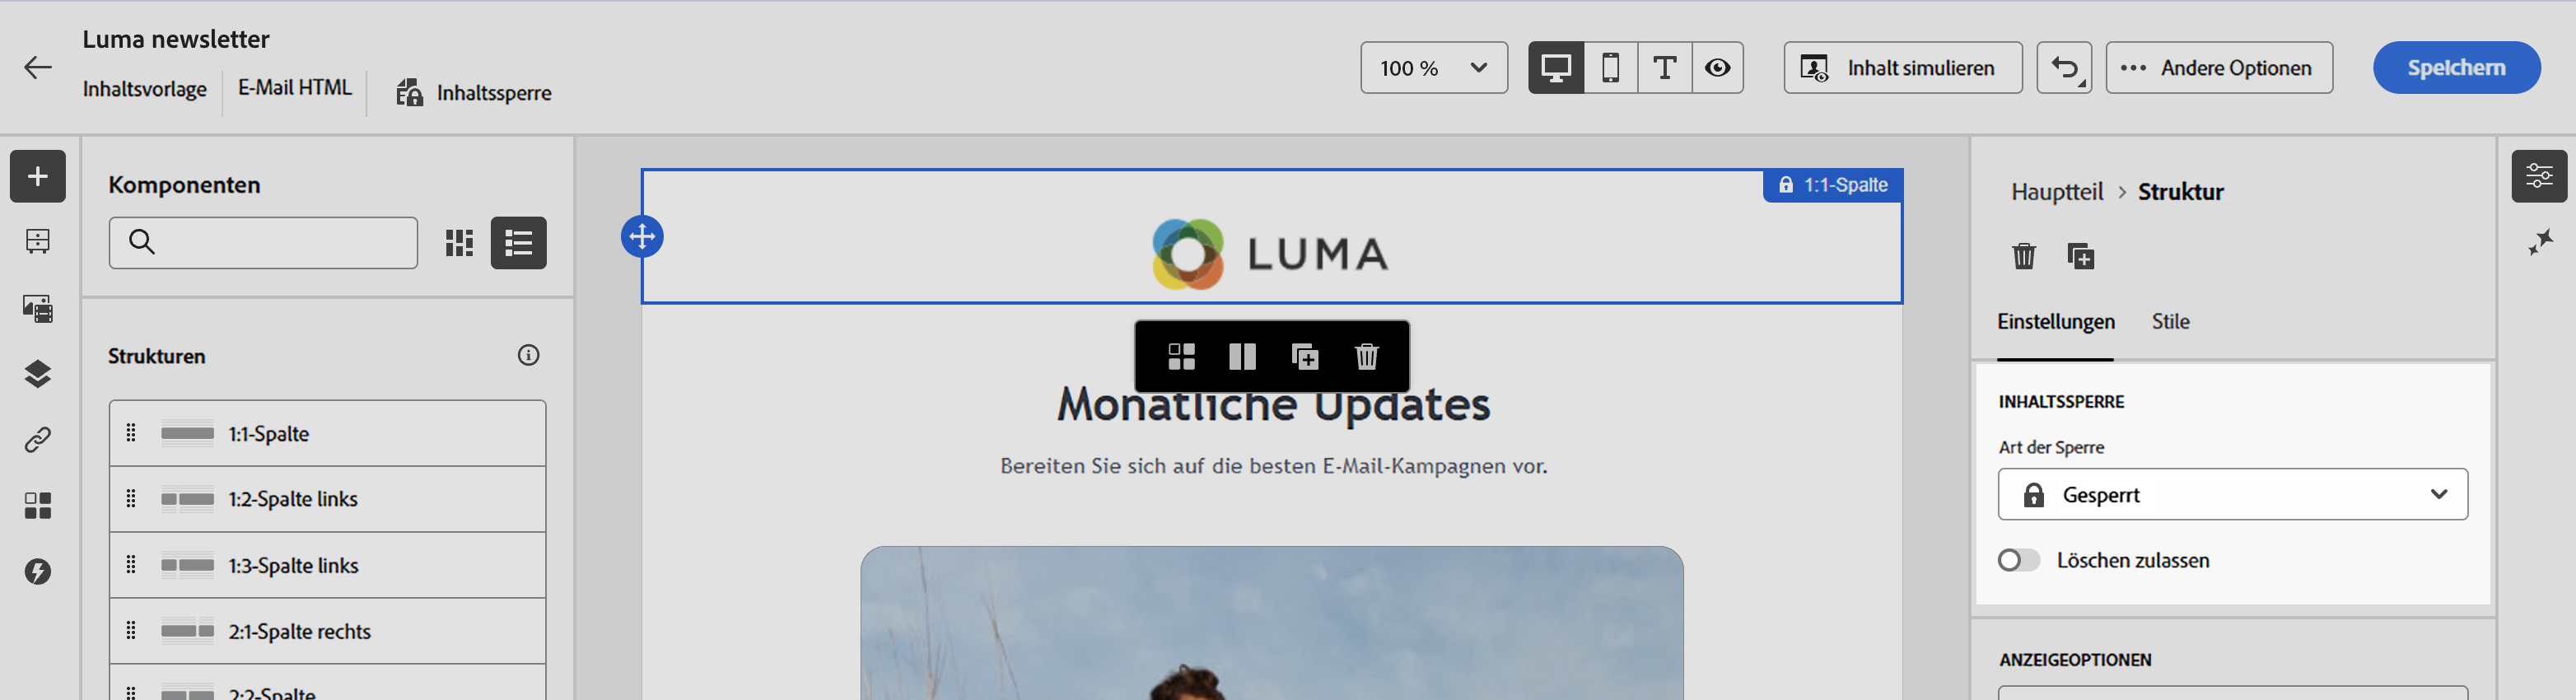 Luma newsletter
Inhaltsvorlage
E-Mail HTML
Inhaltssperre
100 %
Inhalt simulieren
Andere Optionen
Speichern
Komponenten
Strukturen
1:1-Spalte
1:2-Spalte links
1:3-Spalte links
2:1-Spalte rechts
2:2-Spalte
1:1-Spalte
LUMA
Monatliche Updates
Bereiten Sie sich auf die besten E-Mail-Kampagnen vor.
Hauptteil > Struktur
Einstellungen
Stile
INHALTSSPERRE
Art der Sperre
Gesperrt
Löschen zulassen
ANZEIGEOPTIONEN